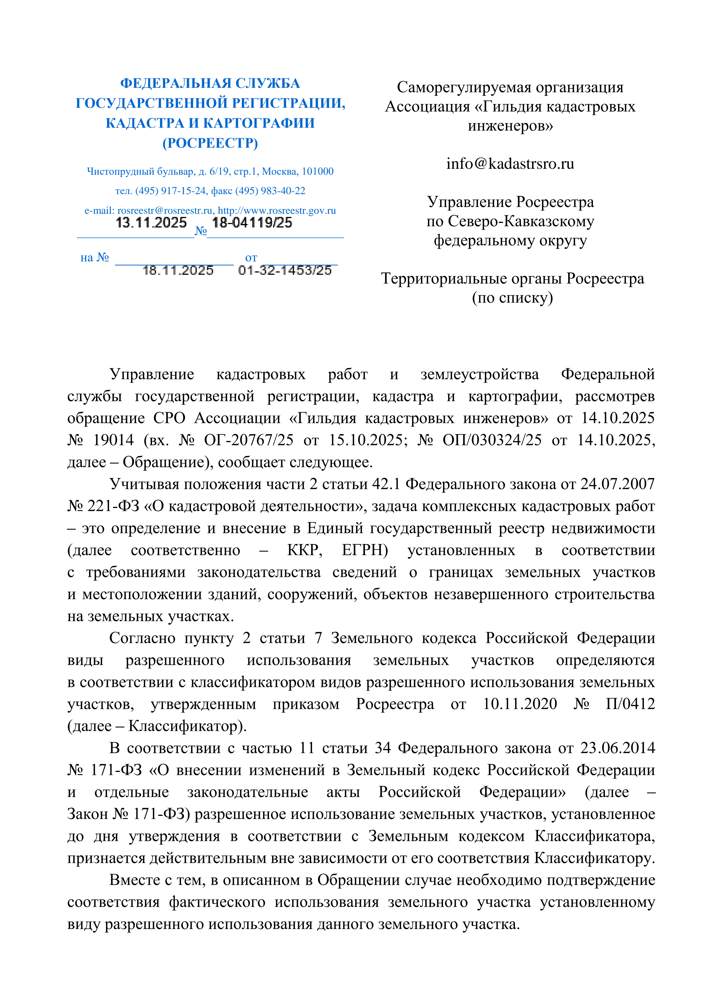 ФЕДЕРАЛЬНАЯ СЛУЖБА
ГОСУДАРСТВЕННОЙ РЕГИСТРАЦИИ,
КАДАСТРА И КАРТОГРАФИИ
(РОСРЕЕСТР)
Чистопрудный бульвар, д. 6/19, стр.1, Москва, 101000
тел. (495) 917-15-24, факс (495) 983-40-22
e-mail: rosreestr@rosreestr.ru, http://www.rosreestr.gov.ru
13.11.2025 № 18-04119/25
на № от
18.11.2025 01-32-1453/25
Саморегулируемая организация
Ассоциация «Гильдия кадастровых
инженеров»
info@kadastrsro.ru
Управление Росреестра
по Северо-Кавказскому
федеральному округу
Территориальные органы Росреестра
(по списку)
Управление кадастровых работ и землеустройства Федеральной
службы государственной регистрации, кадастра и картографии, рассмотрев
обращение СРО Ассоциации «Гильдия кадастровых инженеров» от 14.10.2025
№ 19014 (вх. № ОГ-20767/25 от 15.10.2025; № ОП/030324/25 от 14.10.2025,
далее – Обращение), сообщает следующее.
Учитывая положения части 2 статьи 42.1 Федерального закона от 24.07.2007
№ 221-ФЗ «О кадастровой деятельности», задача комплексных кадастровых работ
– это определение и внесение в Единый государственный реестр недвижимости
(далее соответственно – ККР, ЕГРН) установленных в соответствии
с требованиями законодательства сведений о границах земельных участков
и местоположении зданий, сооружений, объектов незавершенного строительства
на земельных участках.
Согласно пункту 2 статьи 7 Земельного кодекса Российской Федерации
виды разрешенного использования земельных участков определяются
в соответствии с классификатором видов разрешенного использования земельных
участков, утвержденным приказом Росреестра от 10.11.2020 № П/0412
(далее – Классификатор).
В соответствии с частью 11 статьи 34 Федерального закона от 23.06.2014
№ 171-ФЗ «О внесении изменений в Земельный кодекс Российской Федерации
и отдельные законодательные акты Российской Федерации» (далее –
Закон № 171-ФЗ) разрешенное использование земельных участков, установленное
до дня утверждения в соответствии с Земельным кодексом Классификатора,
признается действительным вне зависимости от его соответствия Классификатору.
Вместе с тем, в описанном в Обращении случае необходимо подтверждение
соответствия фактического использования земельного участка установленному
виду разрешенного использования данного земельного участка.